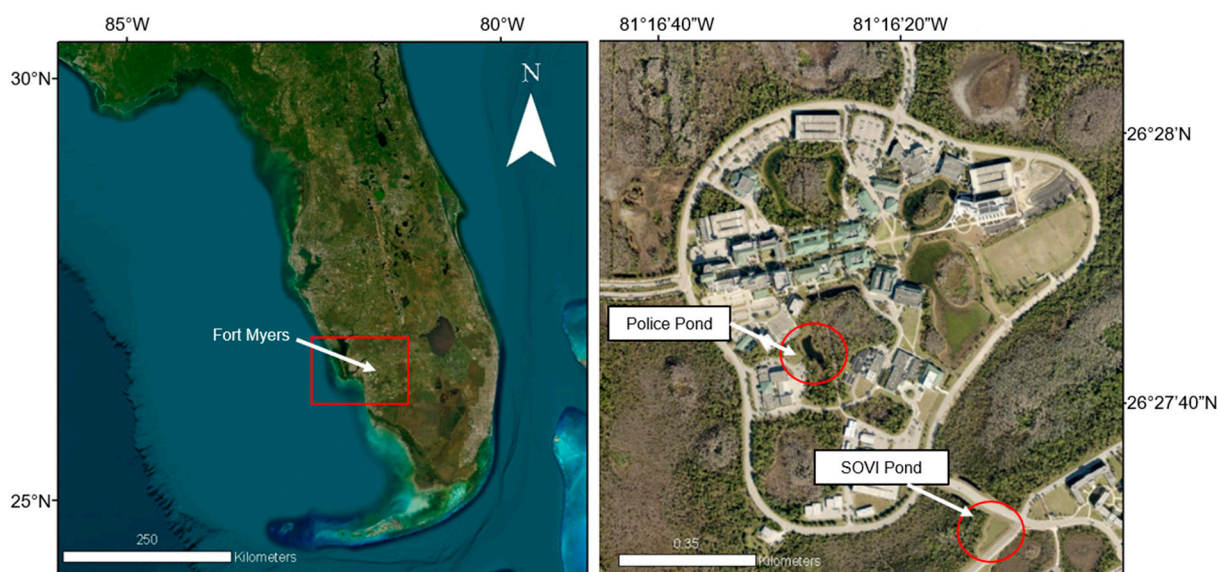 85°W
80°W
30°N
25°N
N
Fort Myers
250
Kilometers
81°16'40"W
81°16'20"W
26°28'N
26°27'40"N
Police Pond
SOVI Pond
0.35
Kilometers